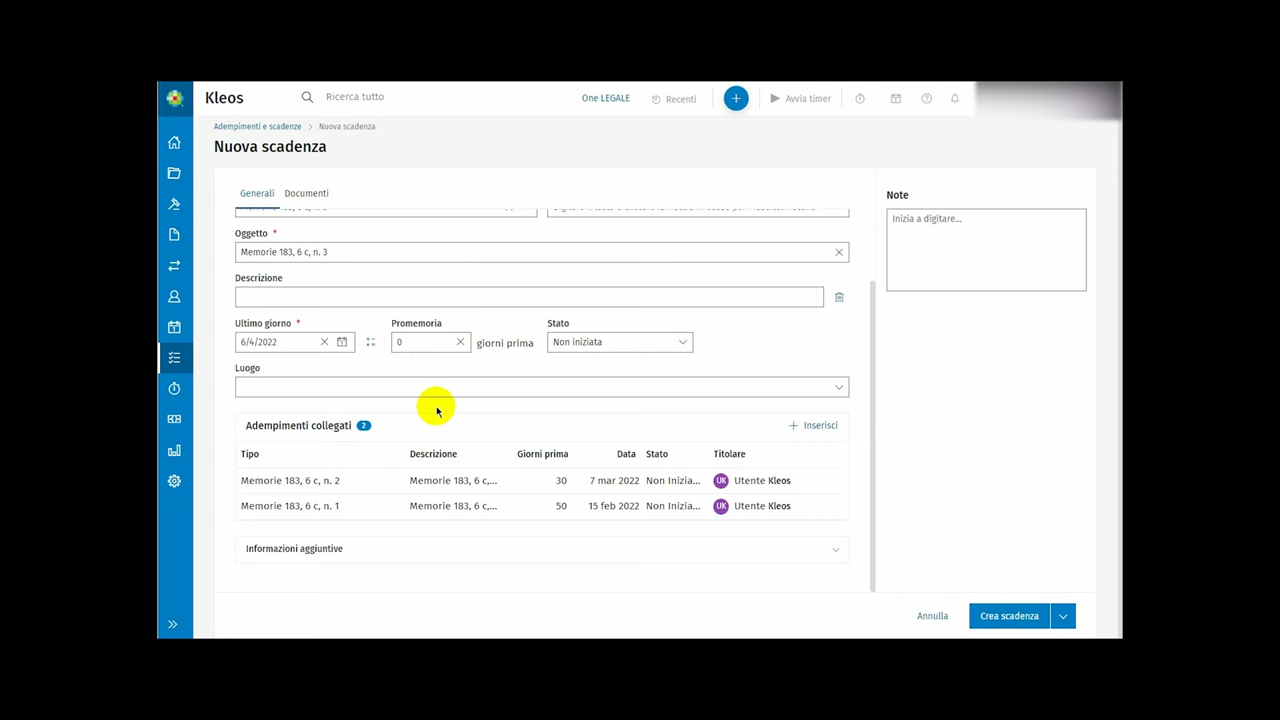 Kleos
Ricerca tutto
One LEGALE
Recenti
Avvia timer
Adempimenti e scadenze > Nuova scadenza
Nuova scadenza
Generali
Documenti
Oggetto *
Memorie 183, 6 c, n. 3
Descrizione
Ultimo giorno *
Promemoria
Stato
6/4/2022
0
giorni prima
Non iniziata
Luogo
Adempimenti collegati 2
+ Inserisci
Tipo Descrizione Giorni prima Data Stato Titolare
Memorie 183, 6 c, n. 2 Memorie 183, 6 c,... 30 7 mar 2022 Non Inizia... UK Utente Kleos
Memorie 183, 6 c, n. 1 Memorie 183, 6 c,... 50 15 feb 2022 Non Inizia... UK Utente Kleos
Informazioni aggiuntive
Note
Inizia a digitare...
Annulla
Crea scadenza